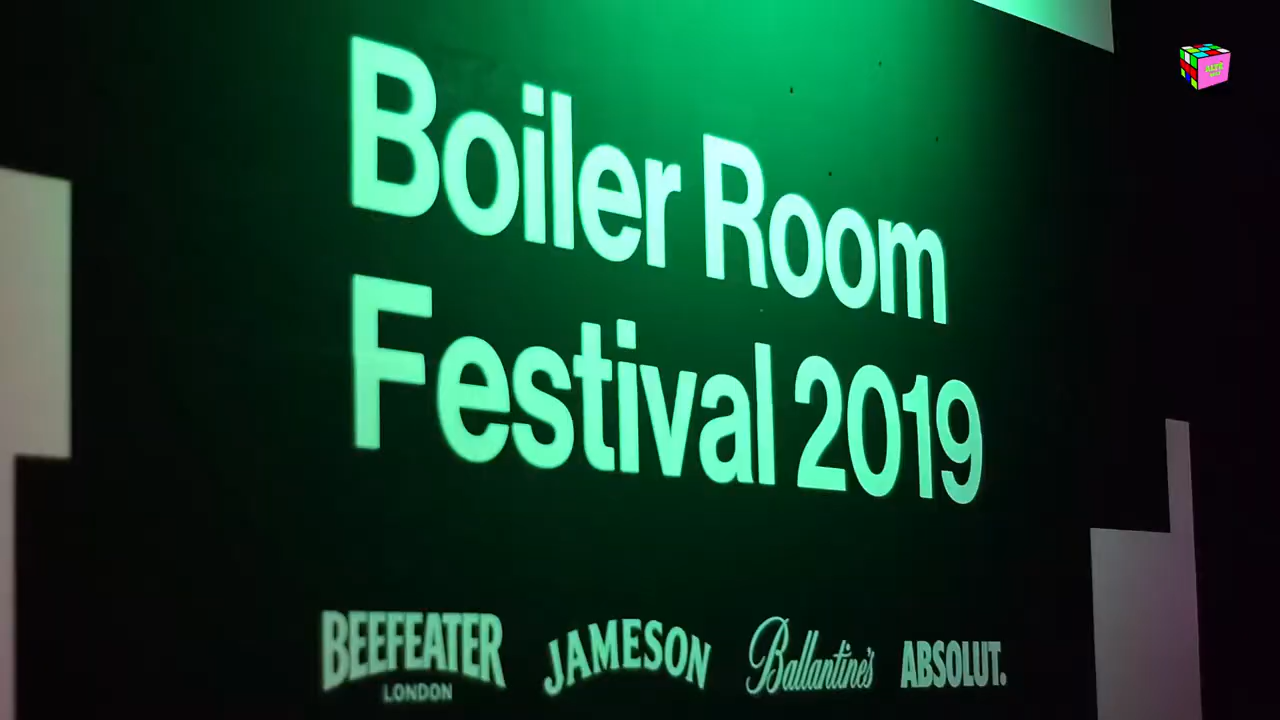 Boiler Room
Festival 2019
BEEFEATER JAMESON Ballantine's ABSOLUT.
LONDON